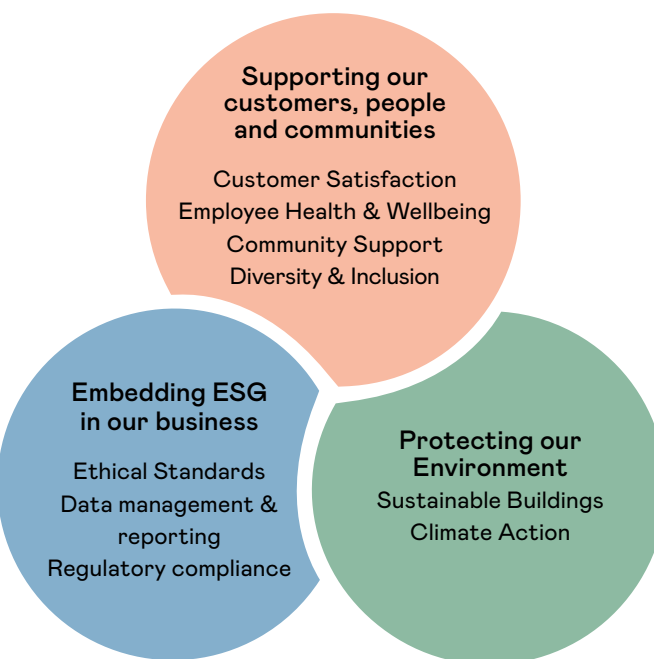 Supporting our
customers, people
and communities
Customer Satisfaction
Employee Health & Wellbeing
Community Support
Diversity & Inclusion
Embedding ESG
in our business
Ethical Standards
Data management &
reporting
Regulatory compliance
Protecting our
Environment
Sustainable Buildings
Climate Action